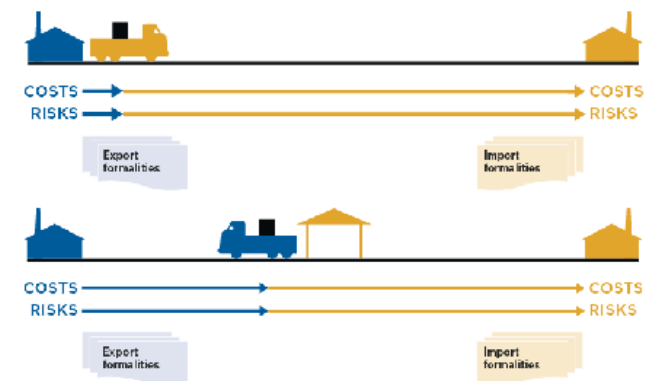 COSTS COSTS
RISKS RISKS
Export Import
formalities formalities
COSTS COSTS
RISKS RISKS
Export Import
formalities formalities